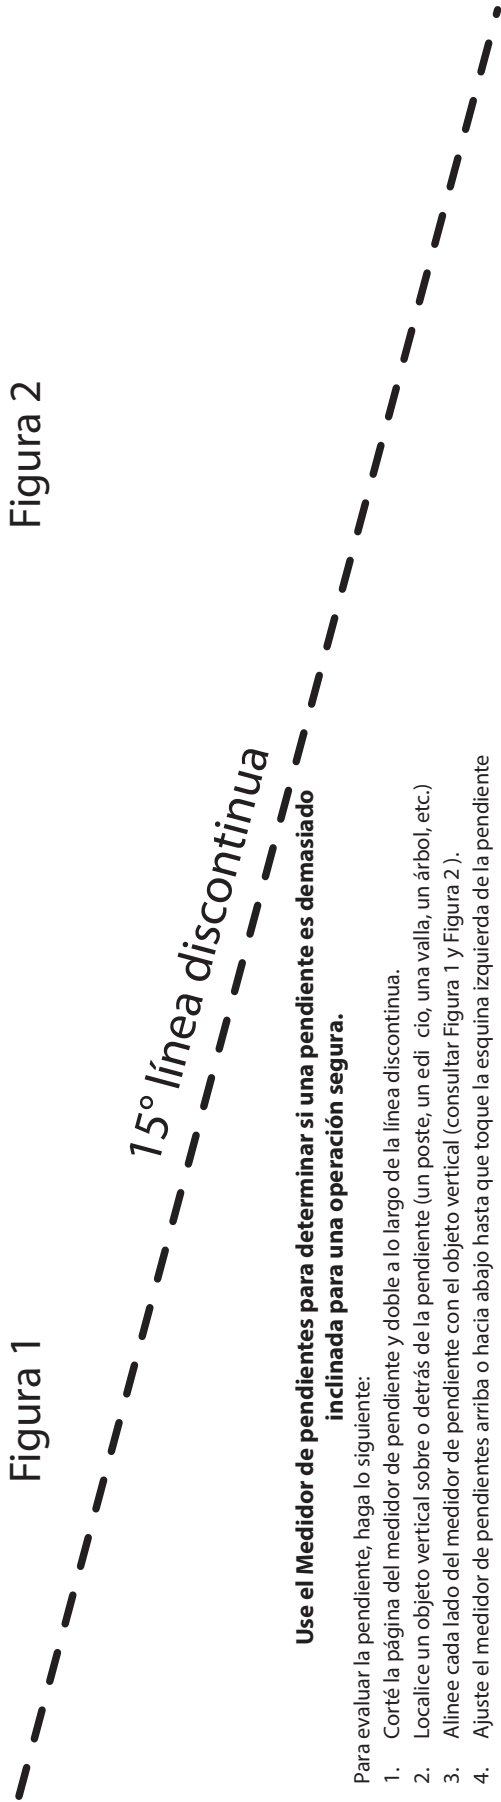 Figura 1
Figura 2
15° línea discontinua
Use el Medidor de pendientes para determinar si una pendiente es demasiado
inclinada para una operación segura.
Para evaluar la pendiente, haga lo siguiente:
1. Corté la página del medidor de pendiente y doble a lo largo de la línea discontinua.
2. Localice un objeto vertical sobre o detrás de la pendiente (un poste, un edi cio, una valla, un árbol, etc.)
3. Alinee cada lado del medidor de pendiente con el objeto vertical (consultar Figura 1 y Figura 2 ).
4. Ajuste el medidor de pendientes arriba o hacia abajo hasta que toque la esquina izquierda de la pendiente